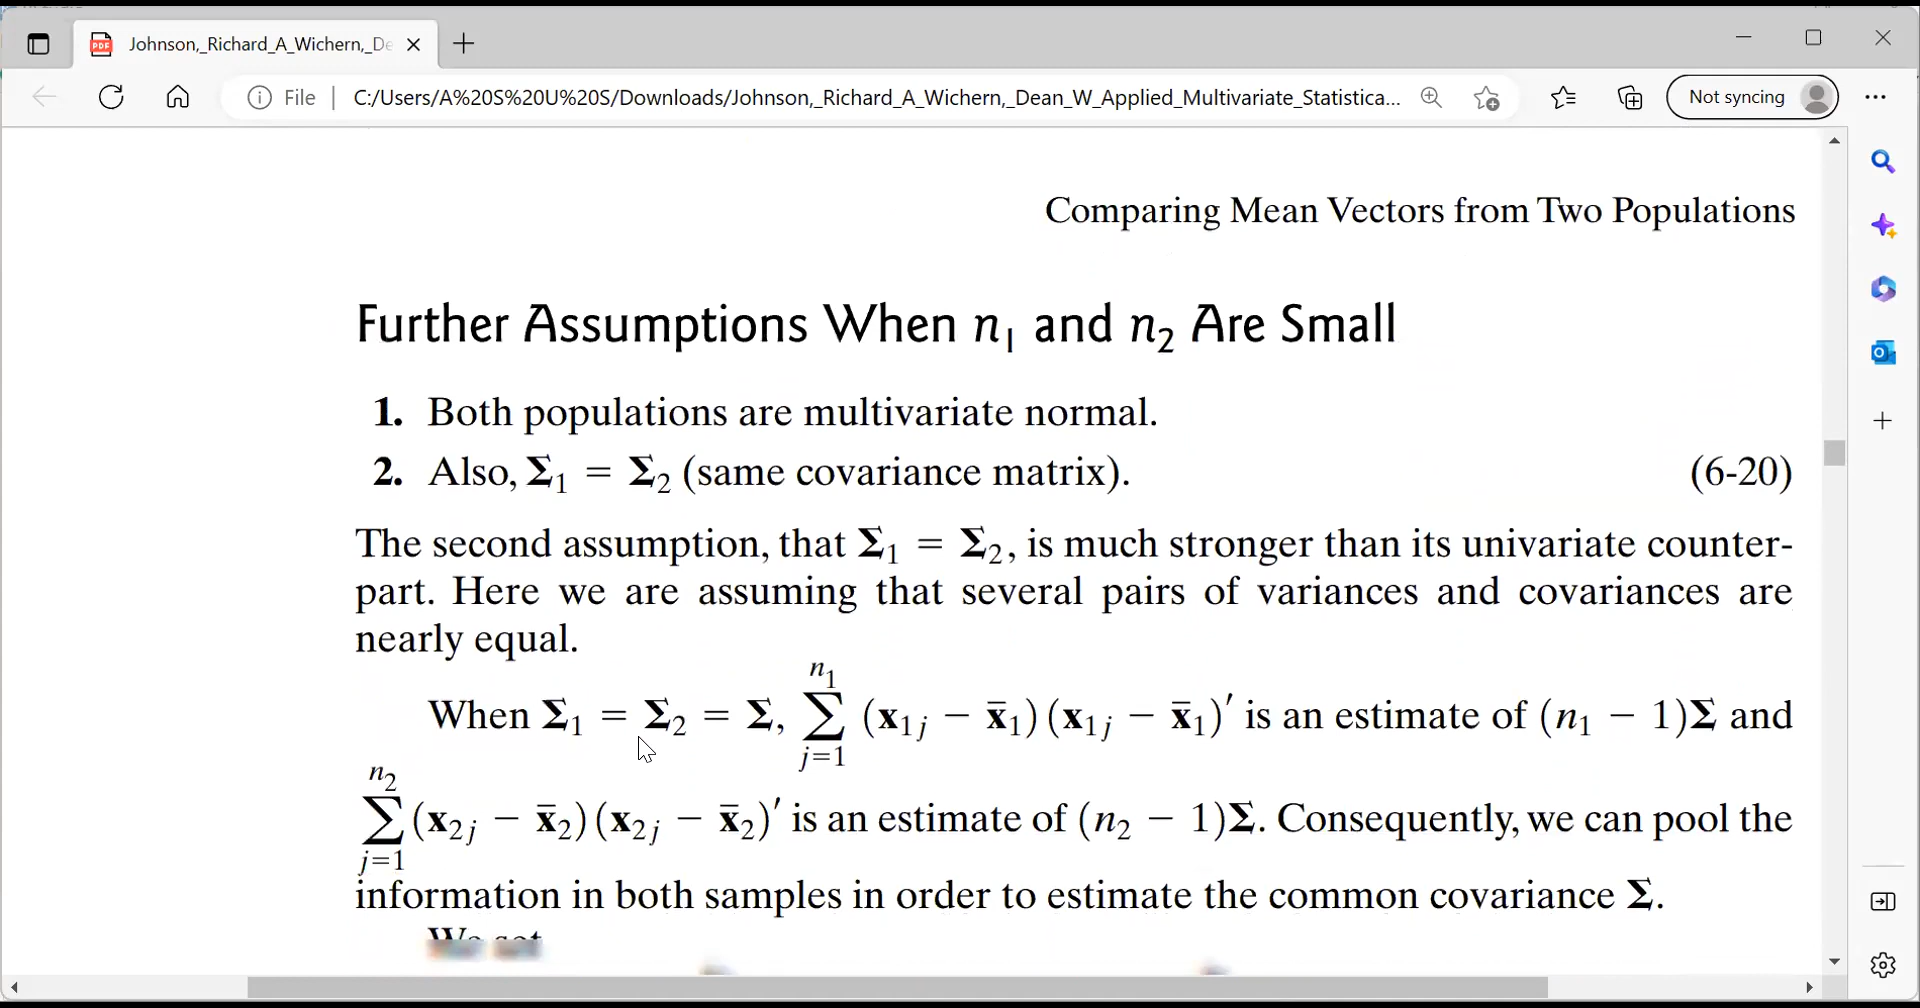 Johnson,_Richard_A_Wichern,_De
File
C:/Users/A%20S%20U%20S/Downloads/Johnson,_Richard_A_Wichern,_Dean_W_Applied_Multivariate_Statistica...
Not syncing
Comparing Mean Vectors from Two Populations
Further Assumptions When n₁ and n₂ Are Small
1. Both populations are multivariate normal.
2. Also, Σ₁ = Σ₂ (same covariance matrix). (6-20)
The second assumption, that Σ₁ = Σ₂, is much stronger than its univariate counter-
part. Here we are assuming that several pairs of variances and covariances are
nearly equal.
When Σ₁ = Σ₂ = Σ, ∑_{j=1}^{n₁} (x₁ⱼ − x̄₁)(x₁ⱼ − x̄₁)′ is an estimate of (n₁ − 1)Σ and
∑_{j=1}^{n₂} (x₂ⱼ − x̄₂)(x₂ⱼ − x̄₂)′ is an estimate of (n₂ − 1)Σ. Consequently, we can pool the
information in both samples in order to estimate the common covariance Σ.
We set